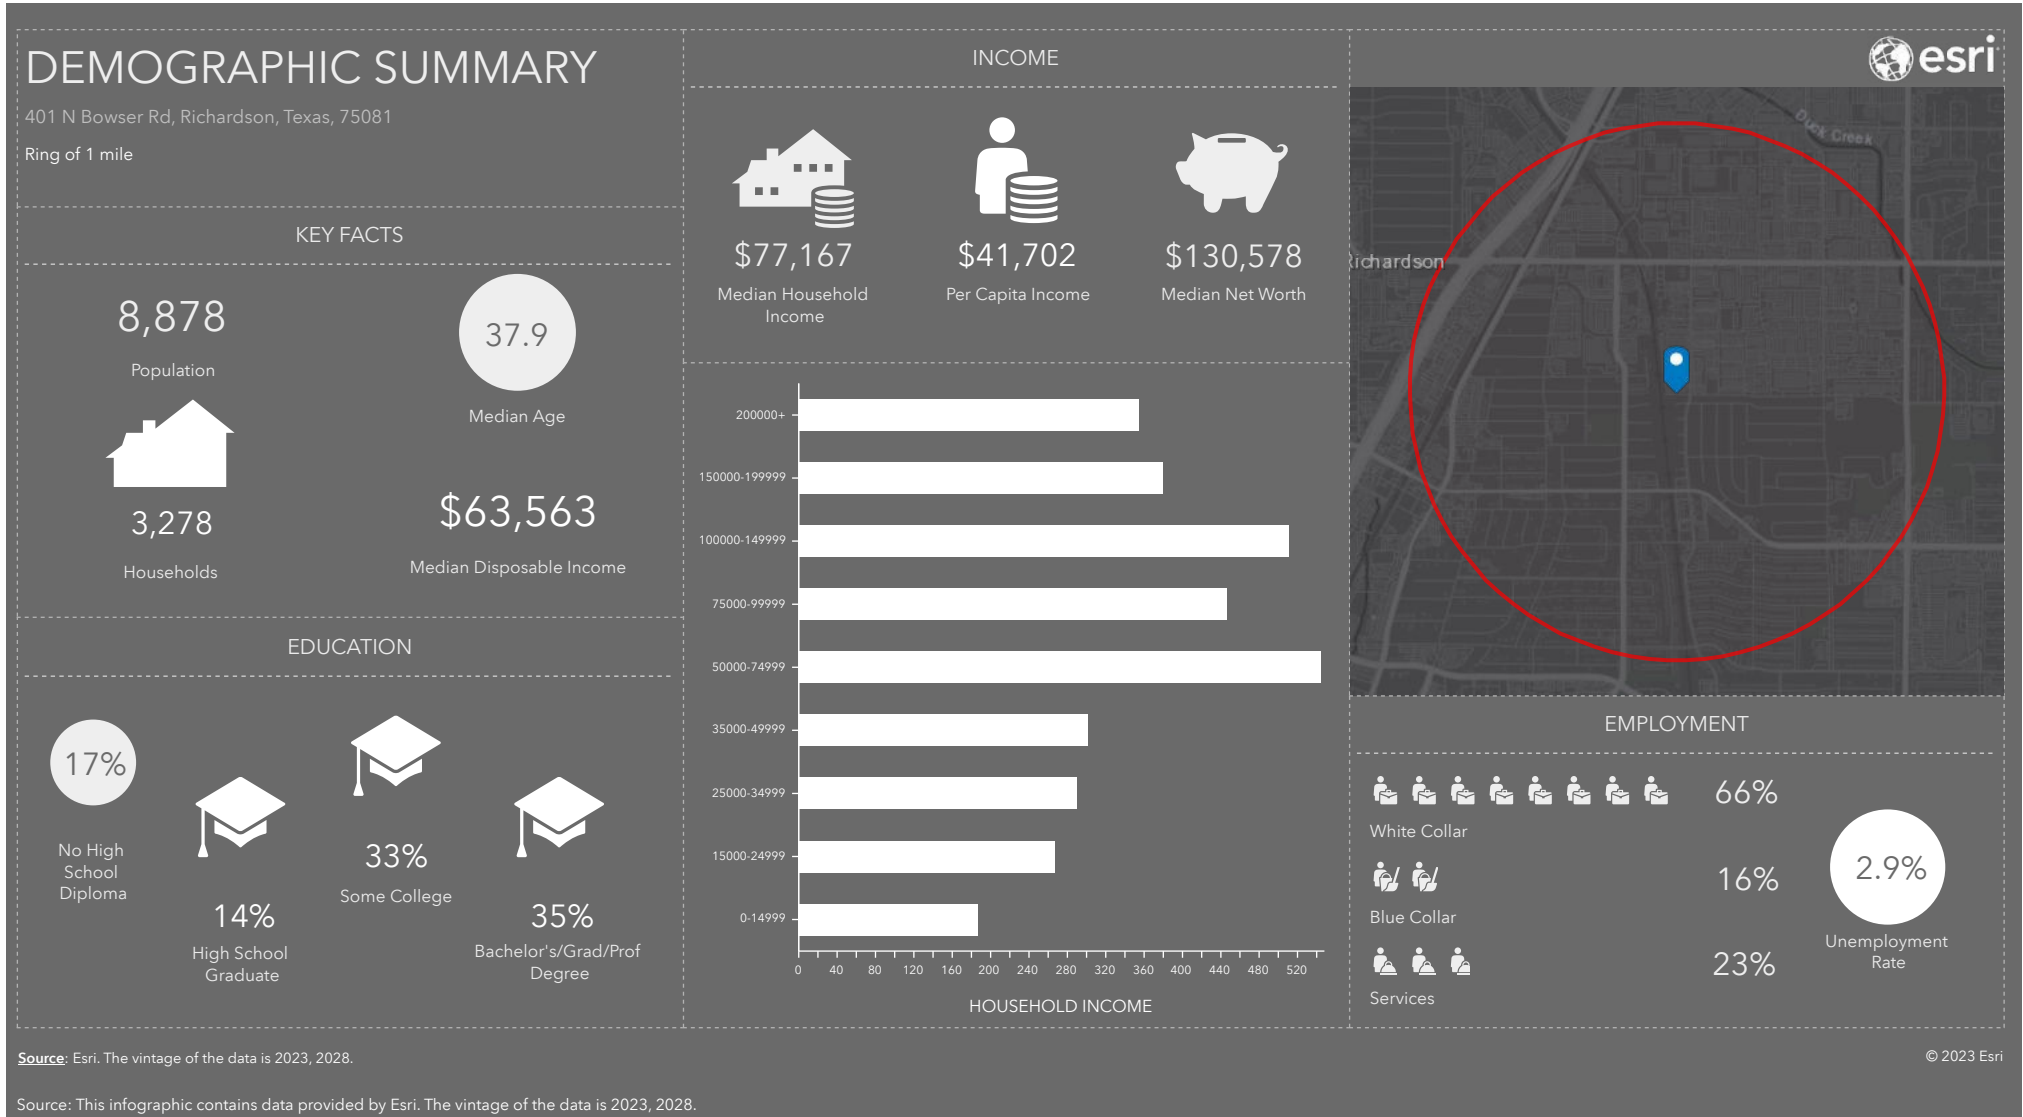 DEMOGRAPHIC SUMMARY
401 N Bowser Rd, Richardson, Texas, 75081
Ring of 1 mile
KEY FACTS
8,878
Population
37.9
Median Age
3,278
Households
$63,563
Median Disposable Income
EDUCATION
17%
No High
School
Diploma
14%
High School
Graduate
33%
Some College
35%
Bachelor's/Grad/Prof
Degree
INCOME
$77,167
Median Household
Income
$41,702
Per Capita Income
$130,578
Median Net Worth
200000+
150000-199999
100000-149999
75000-99999
50000-74999
35000-49999
25000-34999
15000-24999
0-14999
0 40 80 120 160 200 240 280 320 360 400 440 480 520
HOUSEHOLD INCOME
esri
Duck Creek
Richardson
EMPLOYMENT
66%
White Collar
16%
Blue Collar
23%
Services
2.9%
Unemployment
Rate
Source: Esri. The vintage of the data is 2023, 2028.
© 2023 Esri
Source: This infographic contains data provided by Esri. The vintage of the data is 2023, 2028.